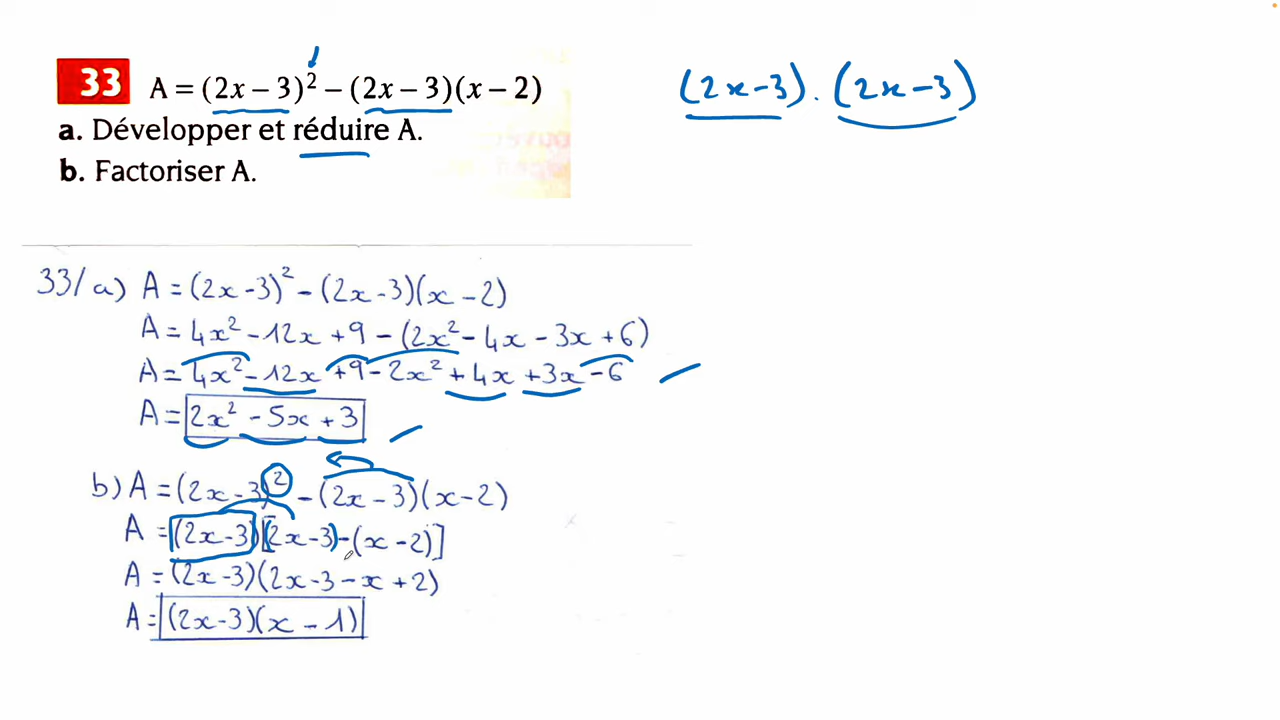 33 A = (2x − 3)² − (2x − 3)(x − 2)
a. Développer et réduire A.
b. Factoriser A.
(2x-3).(2x-3)
33/a) A = (2x-3)² - (2x-3)(x-2)
A = 4x² - 12x + 9 - (2x² - 4x - 3x + 6)
A = 4x² - 12x + 9 - 2x² + 4x + 3x - 6
A = 2x² - 5x + 3
b) A = (2x-3)² - (2x-3)(x-2)
A = (2x-3)[(2x-3)-(x-2)]
A = (2x-3)(2x-3-x+2)
A = (2x-3)(x-1)